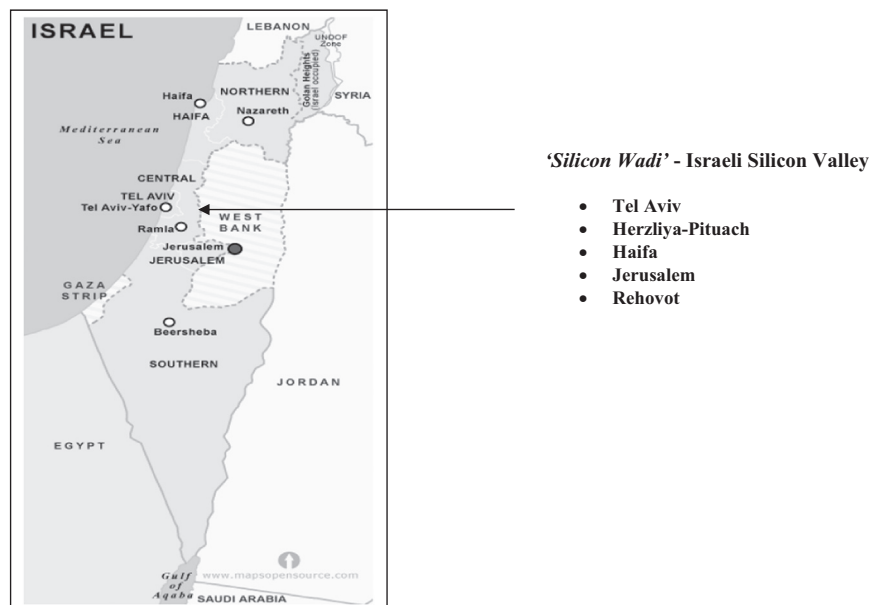 ISRAEL
LEBANON
UNDOF
Zone
Golan Heights
(Israel occupied)
NORTHERN
SYRIA
Haifa
HAIFA
Nazareth
Mediterranean
Sea
CENTRAL
TEL AVIV
Tel Aviv-Yafo
WEST
BANK
Ramla
Jerusalem
JERUSALEM
GAZA
STRIP
Beersheba
SOUTHERN
JORDAN
EGYPT
Gulf
of
Aqaba
www.mapsopensource.com
SAUDI ARABIA
‘Silicon Wadi’ - Israeli Silicon Valley
• Tel Aviv
• Herzliya-Pituach
• Haifa
• Jerusalem
• Rehovot